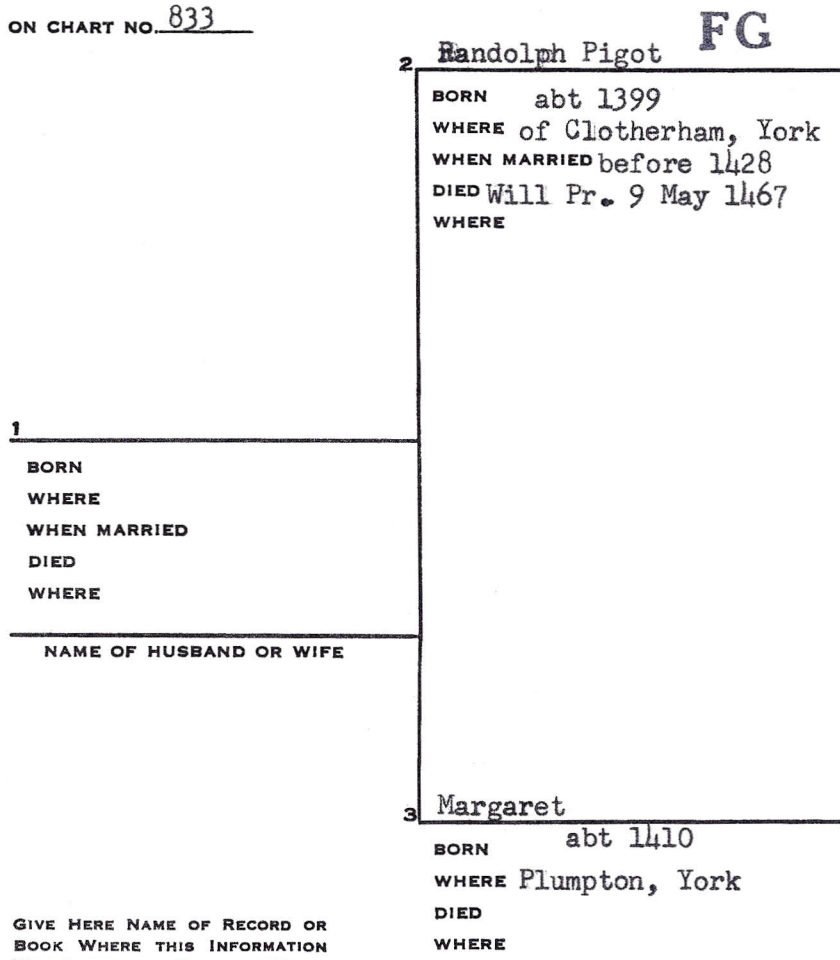 ON CHART NO. 833
FG
2 Randolph Pigot
BORN abt 1399
WHERE of Clotherham, York
WHEN MARRIED before 1428
DIED Will Pr. 9 May 1467
WHERE
1
BORN
WHERE
WHEN MARRIED
DIED
WHERE
NAME OF HUSBAND OR WIFE
3 Margaret
BORN abt 1410
WHERE Plumpton, York
DIED
WHERE
GIVE HERE NAME OF RECORD OR
BOOK WHERE THIS INFORMATION